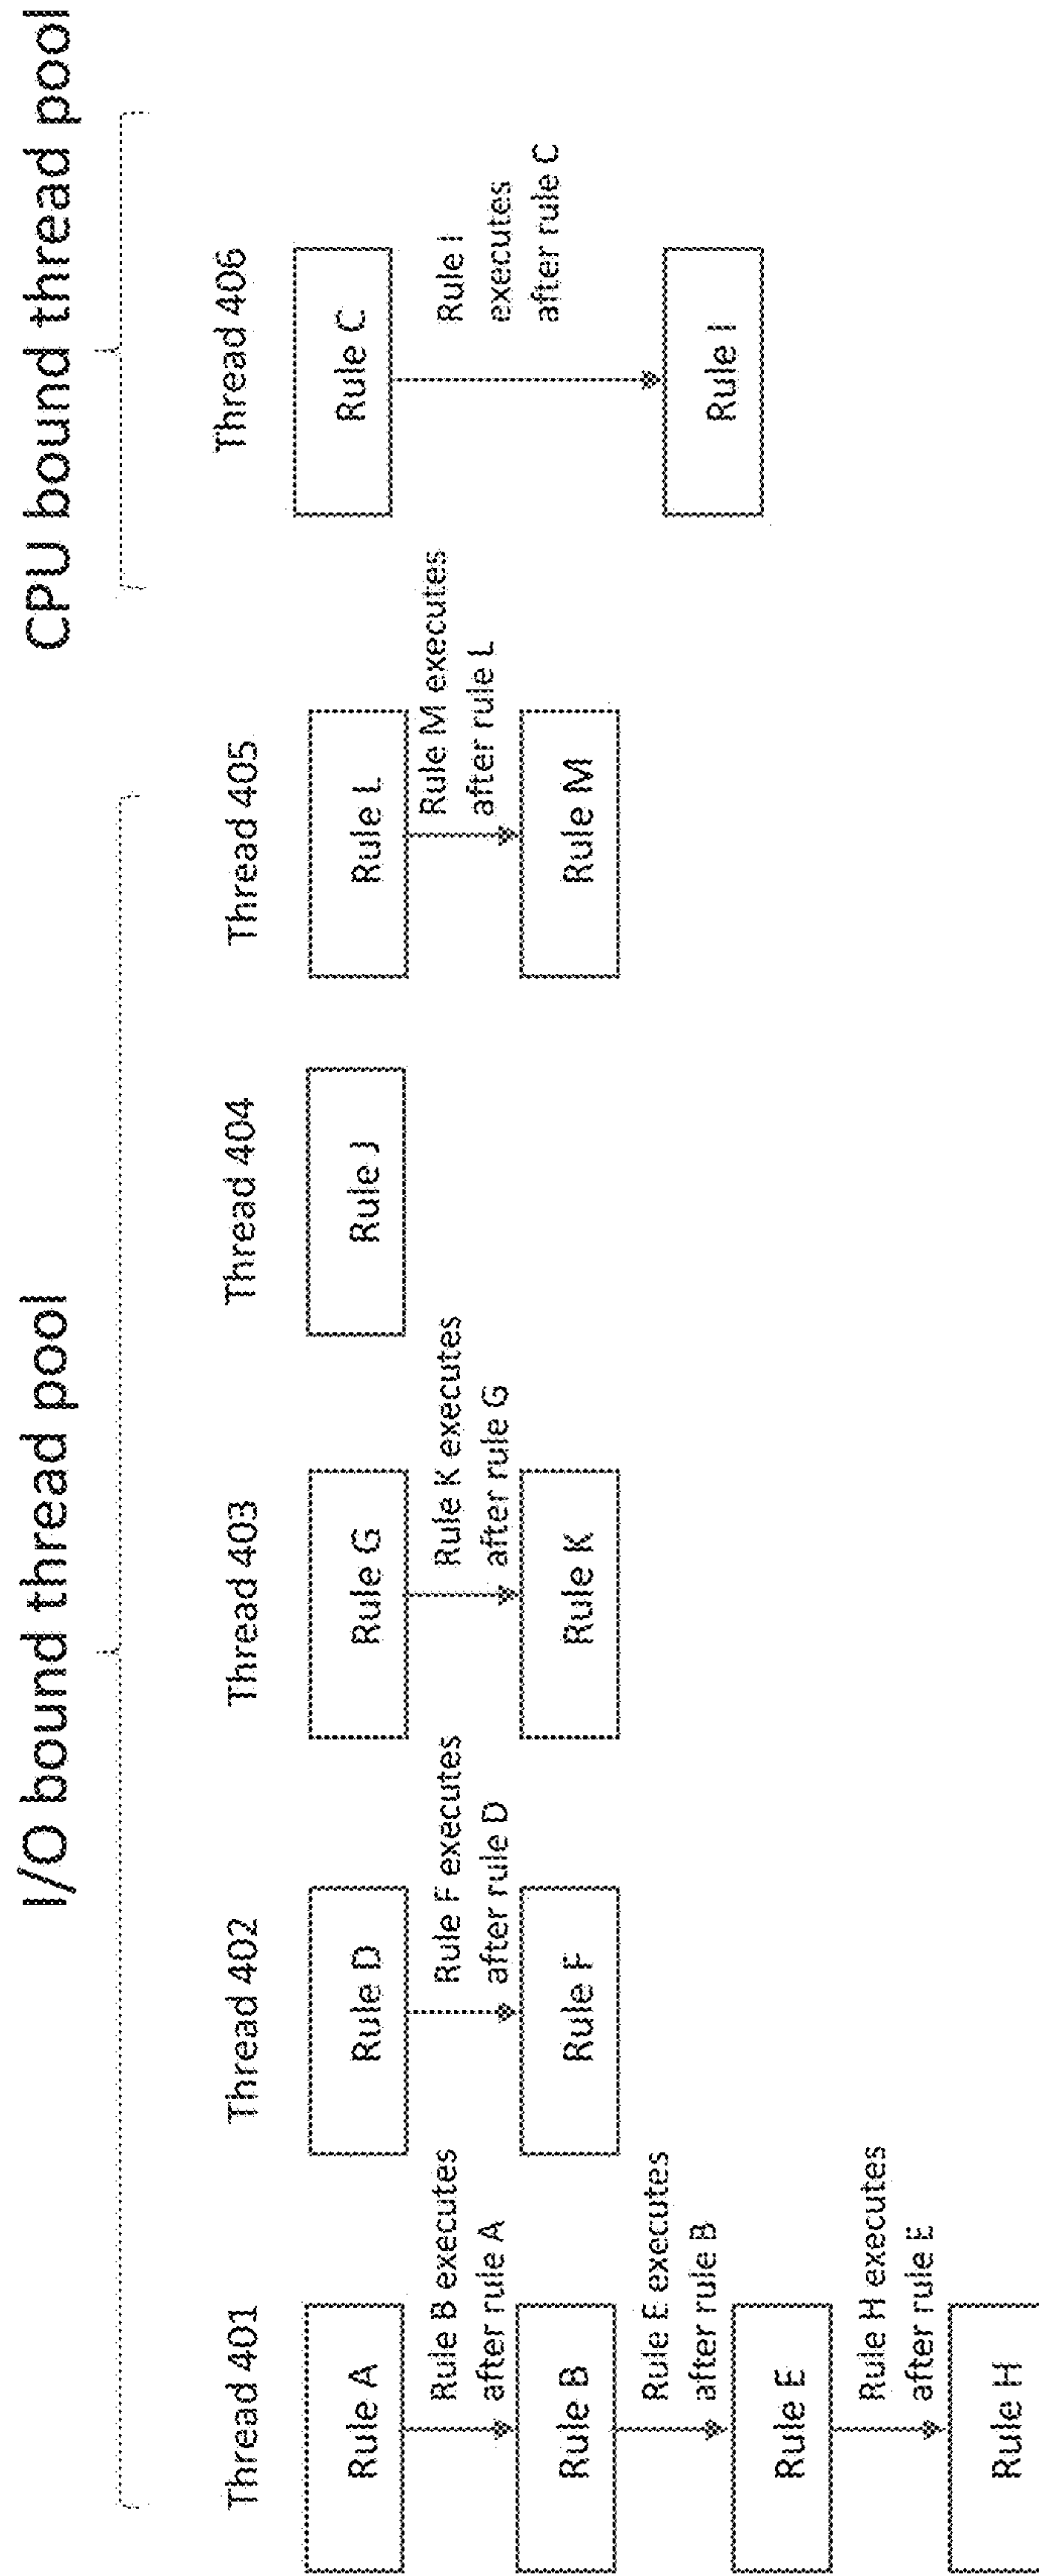 I/O bound thread pool
CPU bound thread pool
Thread 401
Rule A
Rule B executes
after rule A
Rule B
Rule E executes
after rule B
Rule E
Rule H executes
after rule E
Rule H
Thread 402
Rule D
Rule F executes
after rule D
Rule F
Thread 403
Rule G
Rule K executes
after rule G
Rule K
Thread 404
Rule J
Thread 405
Rule L
Rule M executes
after rule L
Rule M
Thread 406
Rule C
Rule I
executes
after rule C
Rule I